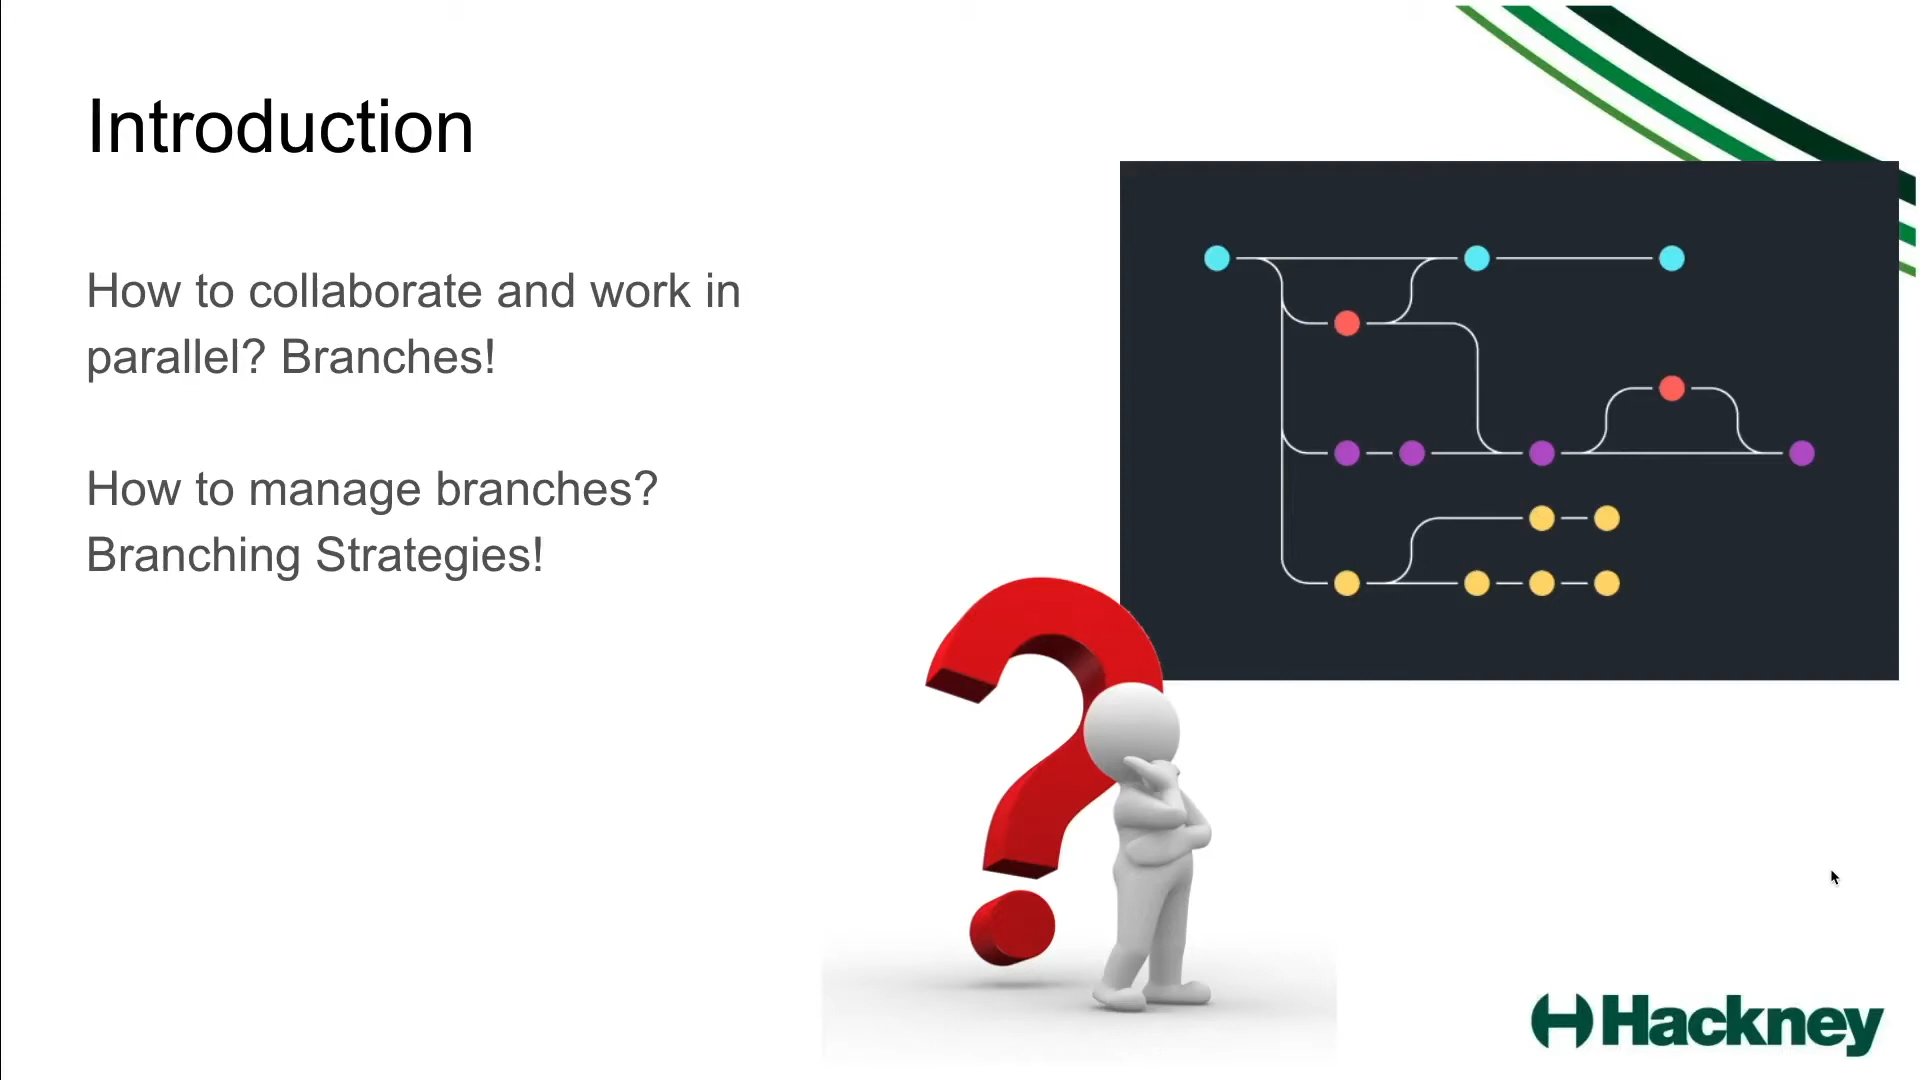 Introduction
How to collaborate and work in
parallel? Branches!
How to manage branches?
Branching Strategies!
Hackney